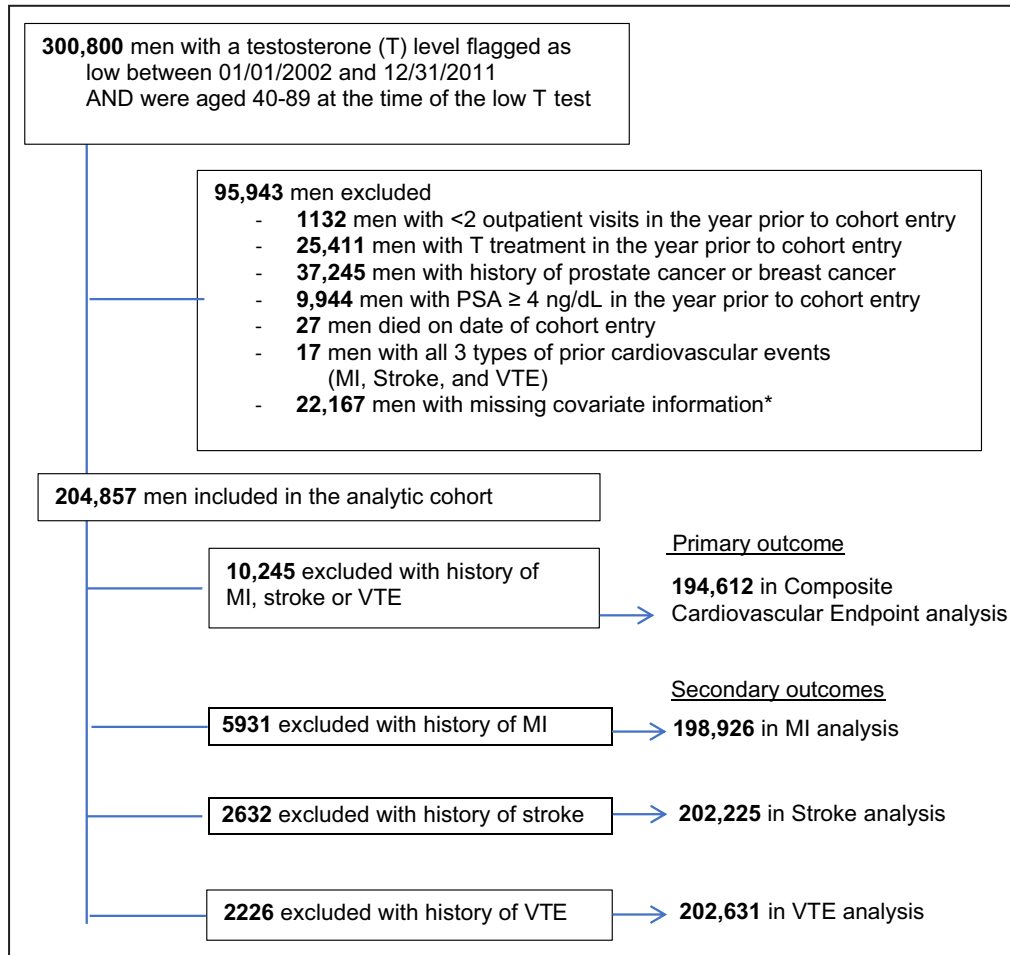 300,800 men with a testosterone (T) level flagged as
low between 01/01/2002 and 12/31/2011
AND were aged 40-89 at the time of the low T test
95,943 men excluded
- 1132 men with <2 outpatient visits in the year prior to cohort entry
- 25,411 men with T treatment in the year prior to cohort entry
- 37,245 men with history of prostate cancer or breast cancer
- 9,944 men with PSA ≥ 4 ng/dL in the year prior to cohort entry
- 27 men died on date of cohort entry
- 17 men with all 3 types of prior cardiovascular events
(MI, Stroke, and VTE)
- 22,167 men with missing covariate information*
204,857 men included in the analytic cohort
10,245 excluded with history of
MI, stroke or VTE
Primary outcome
194,612 in Composite
Cardiovascular Endpoint analysis
Secondary outcomes
5931 excluded with history of MI
198,926 in MI analysis
2632 excluded with history of stroke
202,225 in Stroke analysis
2226 excluded with history of VTE
202,631 in VTE analysis